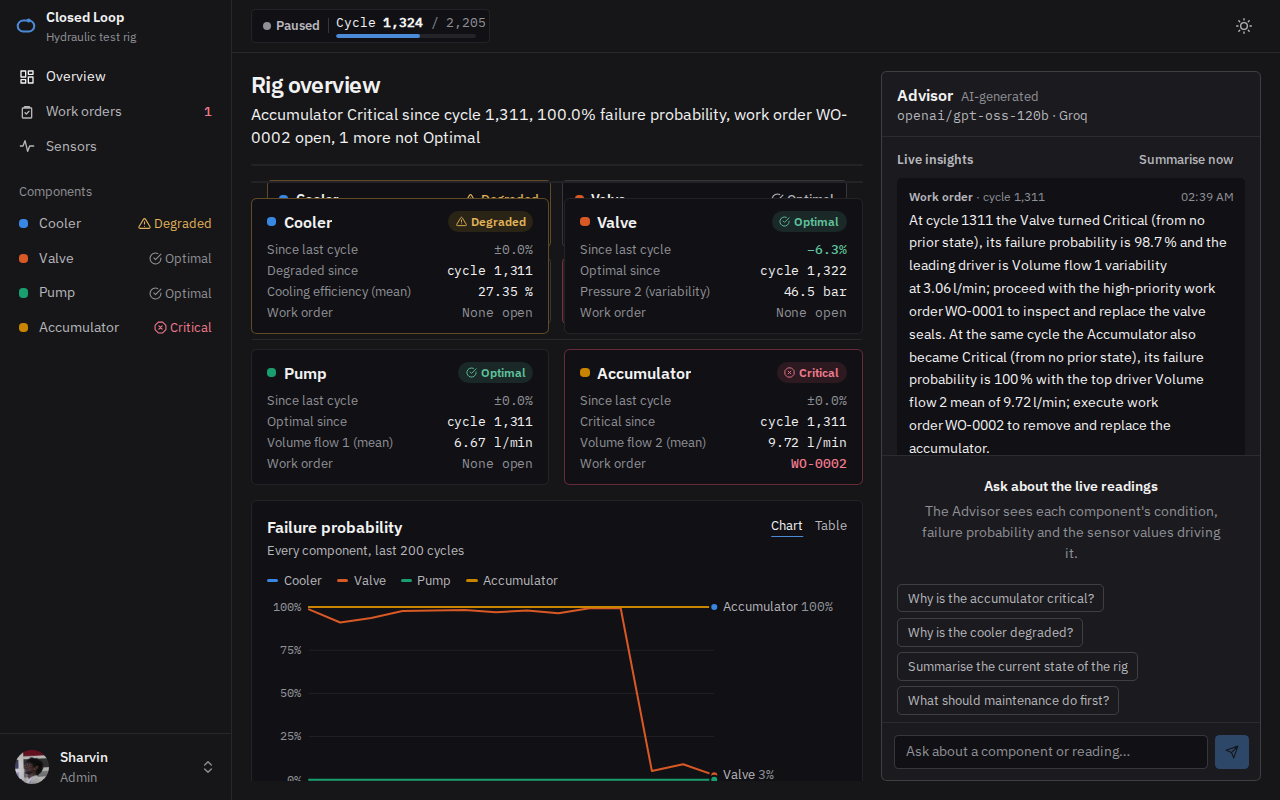 Closed Loop
Hydraulic test rig
Overview
Work orders 1
Sensors
Components
Cooler Degraded
Valve Optimal
Pump Optimal
Accumulator Critical
Sharvin
Admin
Paused Cycle 1,324 / 2,205
Rig overview
Accumulator Critical since cycle 1,311, 100.0% failure probability, work order WO-
0002 open, 1 more not Optimal
Cooler Degraded
Valve Optimal
Cooler Degraded
Since last cycle ±0.0%
Degraded since cycle 1,311
Cooling efficiency (mean) 27.35 %
Work order None open
Valve Optimal
Since last cycle −6.3%
Optimal since cycle 1,322
Pressure 2 (variability) 46.5 bar
Work order None open
Pump Optimal
Since last cycle ±0.0%
Optimal since cycle 1,311
Volume flow 1 (mean) 6.67 l/min
Work order None open
Accumulator Critical
Since last cycle ±0.0%
Critical since cycle 1,311
Volume flow 2 (mean) 9.72 l/min
Work order WO-0002
Failure probability
Chart Table
Every component, last 200 cycles
Cooler Valve Pump Accumulator
100%
75%
50%
25%
0%
Accumulator 100%
Valve 3%
Advisor AI-generated
openai/gpt-oss-120b · Groq
Live insights Summarise now
Work order · cycle 1,311 02:39 AM
At cycle 1311 the Valve turned Critical (from no
prior state), its failure probability is 98.7 % and the
leading driver is Volume flow 1 variability
at 3.06 l/min; proceed with the high-priority work
order WO-0001 to inspect and replace the valve
seals. At the same cycle the Accumulator also
became Critical (from no prior state), its failure
probability is 100 % with the top driver Volume
flow 2 mean of 9.72 l/min; execute work
order WO-0002 to remove and replace the
accumulator.
Ask about the live readings
The Advisor sees each component's condition,
failure probability and the sensor values driving
it.
Why is the accumulator critical?
Why is the cooler degraded?
Summarise the current state of the rig
What should maintenance do first?
Ask about a component or reading...